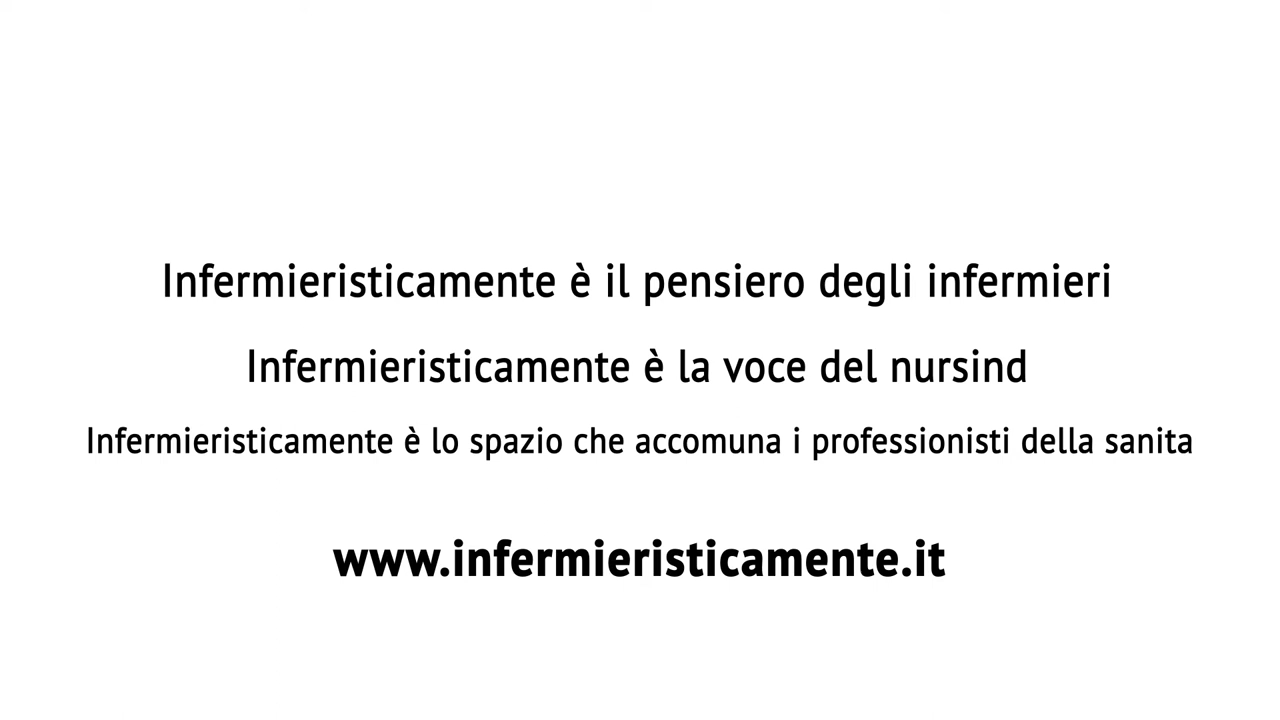 Infermieristicamente è il pensiero degli infermieri
Infermieristicamente è la voce del nursind
Infermieristicamente è lo spazio che accomuna i professionisti della sanita
www.infermieristicamente.it